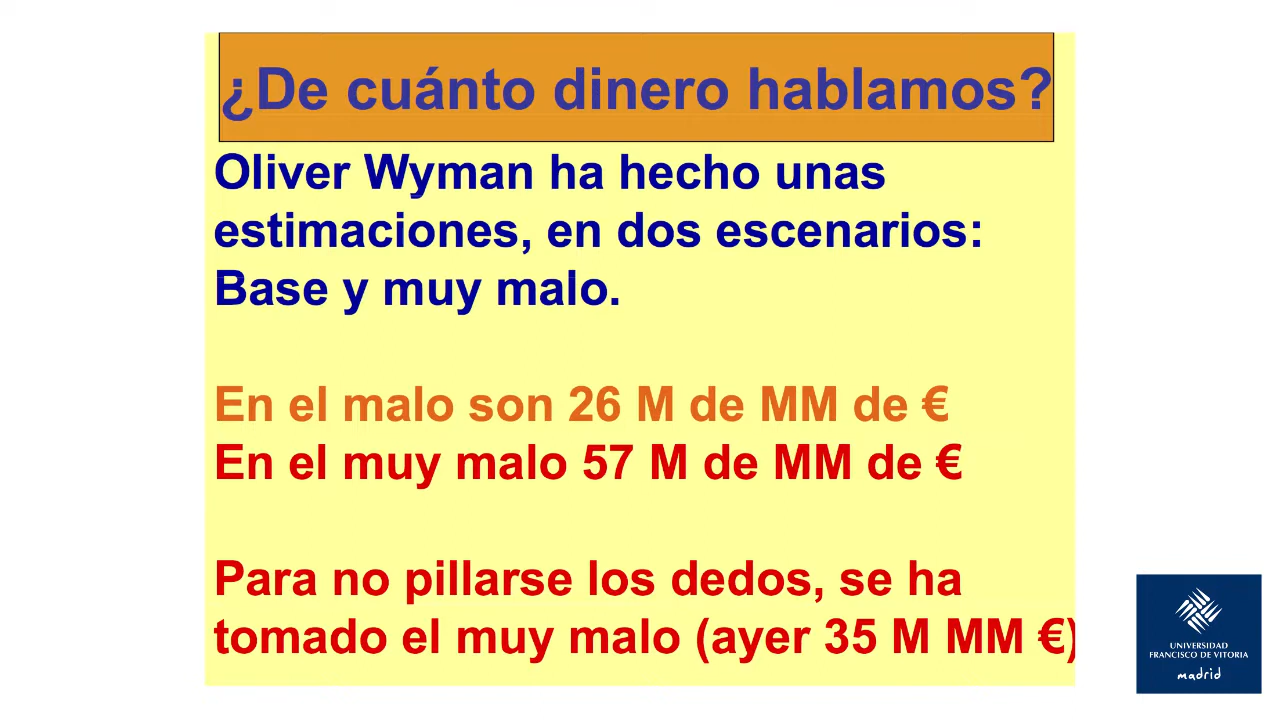 ¿De cuánto dinero hablamos?
Oliver Wyman ha hecho unas
estimaciones, en dos escenarios:
Base y muy malo.
En el malo son 26 M de MM de €
En el muy malo 57 M de MM de €
Para no pillarse los dedos, se ha
tomado el muy malo (ayer 35 M MM €)
UNIVERSIDAD
FRANCISCO DE VITORIA
madrid